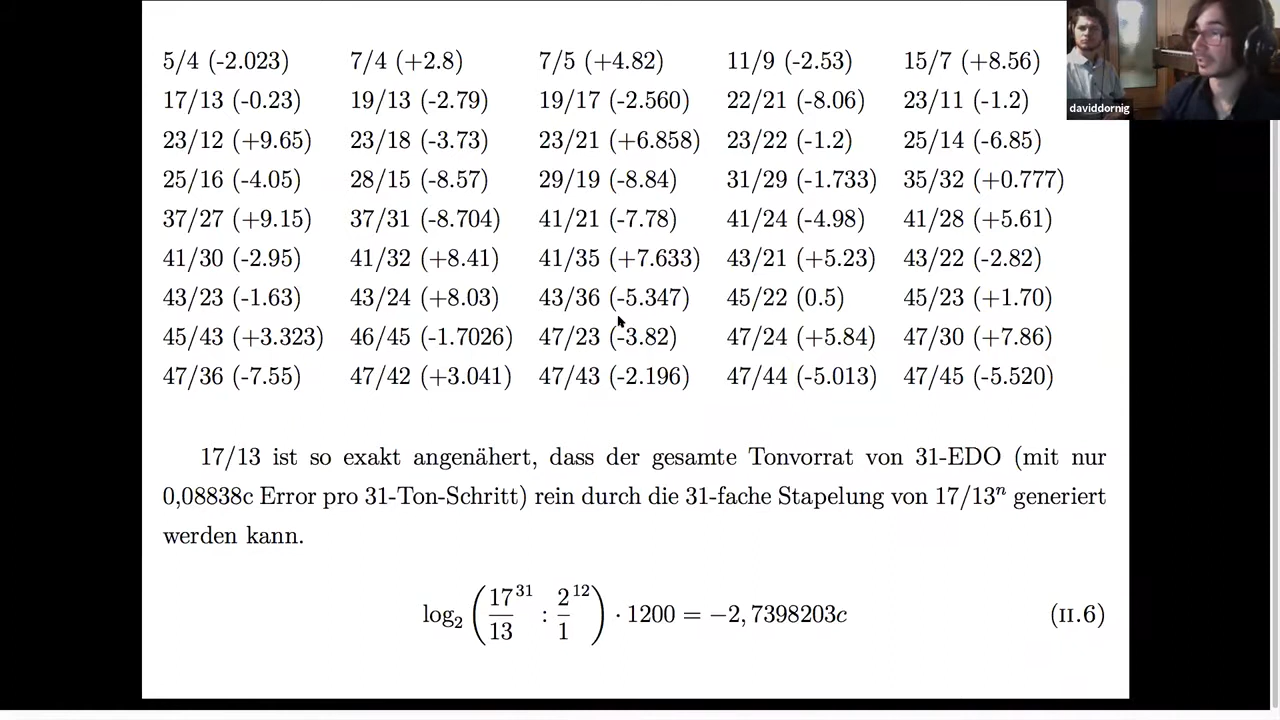 5/4 (-2.023) 7/4 (+2.8) 7/5 (+4.82) 11/9 (-2.53) 15/7 (+8.56)
17/13 (-0.23) 19/13 (-2.79) 19/17 (-2.560) 22/21 (-8.06) 23/11 (-1.2)
23/12 (+9.65) 23/18 (-3.73) 23/21 (+6.858) 23/22 (-1.2) 25/14 (-6.85)
25/16 (-4.05) 28/15 (-8.57) 29/19 (-8.84) 31/29 (-1.733) 35/32 (+0.777)
37/27 (+9.15) 37/31 (-8.704) 41/21 (-7.78) 41/24 (-4.98) 41/28 (+5.61)
41/30 (-2.95) 41/32 (+8.41) 41/35 (+7.633) 43/21 (+5.23) 43/22 (-2.82)
43/23 (-1.63) 43/24 (+8.03) 43/36 (-5.347) 45/22 (0.5) 45/23 (+1.70)
45/43 (+3.323) 46/45 (-1.7026) 47/23 (-3.82) 47/24 (+5.84) 47/30 (+7.86)
47/36 (-7.55) 47/42 (+3.041) 47/43 (-2.196) 47/44 (-5.013) 47/45 (-5.520)
17/13 ist so exakt angenähert, dass der gesamte Tonvorrat von 31-EDO (mit nur
0,08838c Error pro 31-Ton-Schritt) rein durch die 31-fache Stapelung von 17/13ⁿ generiert
werden kann.
log₂ (17/13³¹ : 2/1¹²) · 1200 = −2,7398203c (II.6)
daviddornig